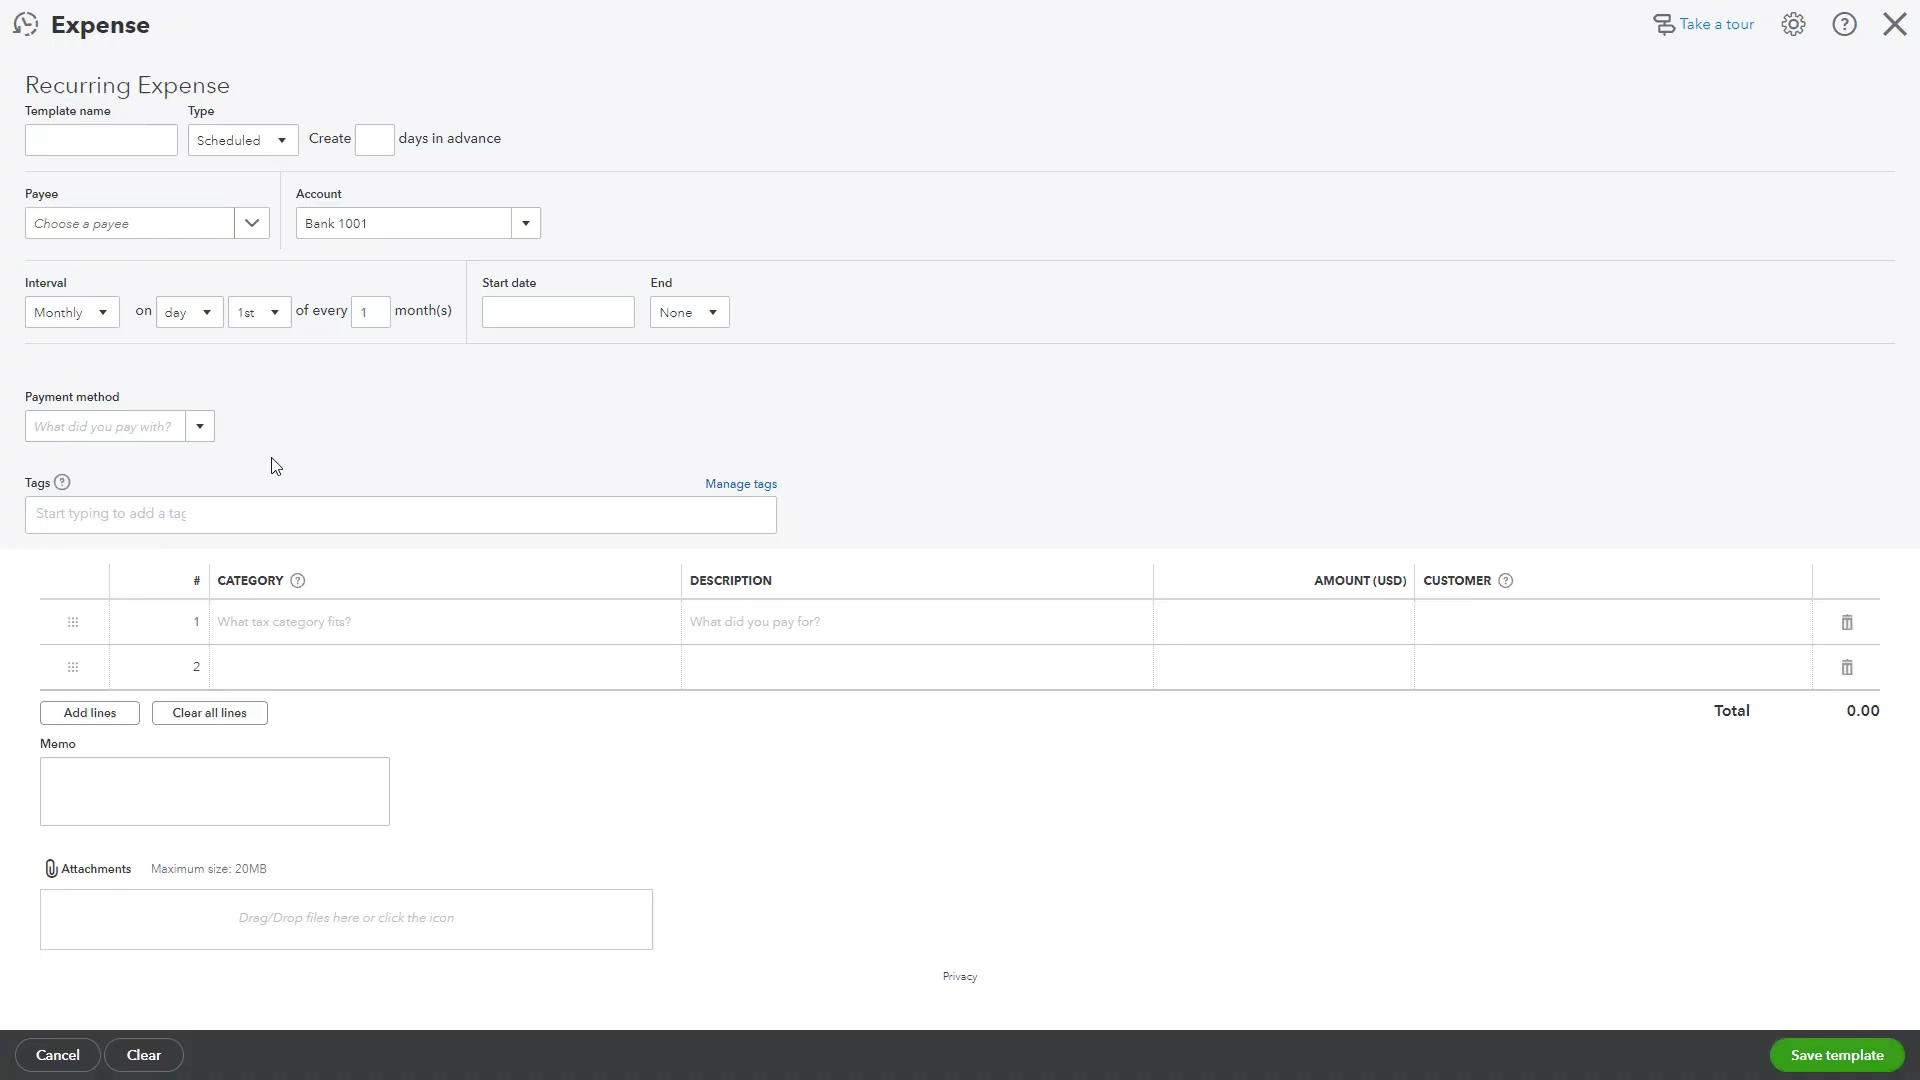 Expense
Take a tour
Recurring Expense
Template name Type
Scheduled Create days in advance
Payee Account
Choose a payee Bank 1001
Interval Start date End
Monthly on day 1st of every 1 month(s) None
Payment method
What did you pay with?
Tags ? Manage tags
Start typing to add a tag
# CATEGORY ? DESCRIPTION AMOUNT (USD) CUSTOMER ?
1 What tax category fits? What did you pay for?
2
Add lines Clear all lines Total 0.00
Memo
Attachments Maximum size: 20MB
Drag/Drop files here or click the icon
Privacy
Cancel Clear Save template